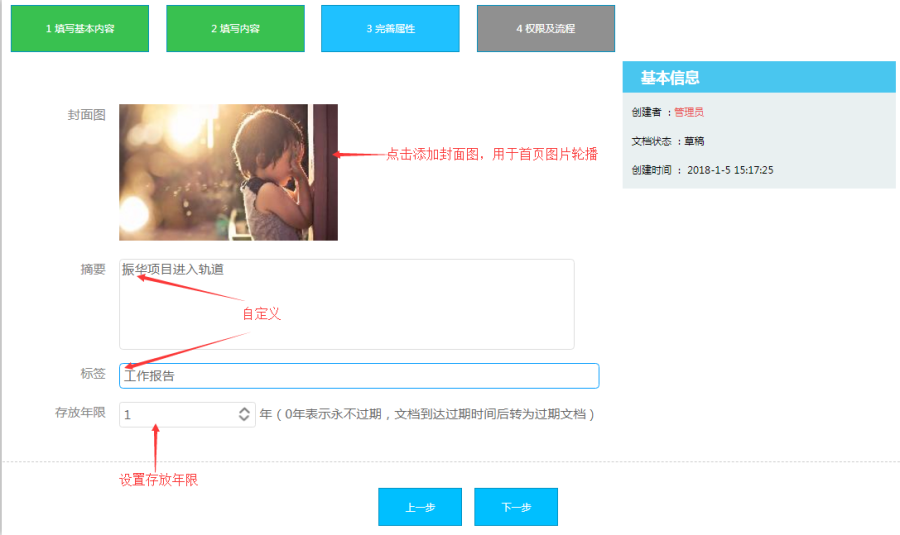 1 填写基本内容
2 填写内容
3 完善属性
4 权限及流程
基本信息
创建者 ：管理员
文档状态 ：草稿
创建时间 ： 2018-1-5 15:17:25
封面图
点击添加封面图，用于首页图片轮播
摘要
振华项目进入轨道
自定义
标签
工作报告
存放年限
1
年（0年表示永不过期，文档到达过期时间后转为过期文档）
设置存放年限
上一步
下一步